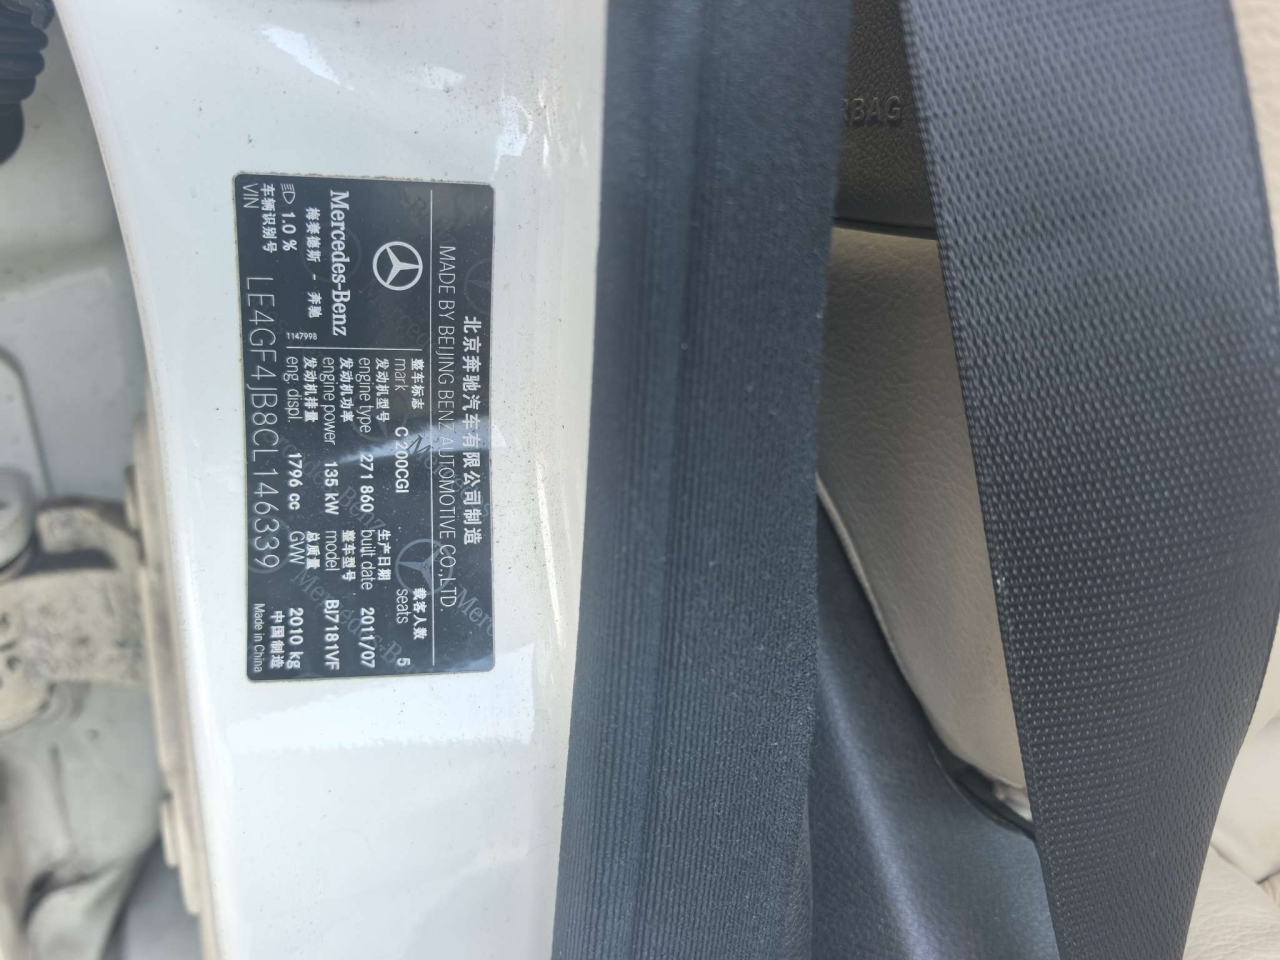 北京奔驰汽车有限公司制造
MADE BY BEIJING BENZ AUTOMOTIVE CO.,LTD.
Mercedes-Benz
梅赛德斯 - 奔驰
1.0 %
1147998
整车标志
mark C 200CGI
载客人数
seats 5
发动机型号
engine type 271 860
生产日期
built date 2011/07
发动机功率
engine power 135 kW
整车型号
model BJ7181VF
发动机排量
eng. displ. 1796 cc
总质量
GVW 2010 kg
车辆识别号
VIN LE4GF4JB8CL146339
中国制造
Made in China
RBAG